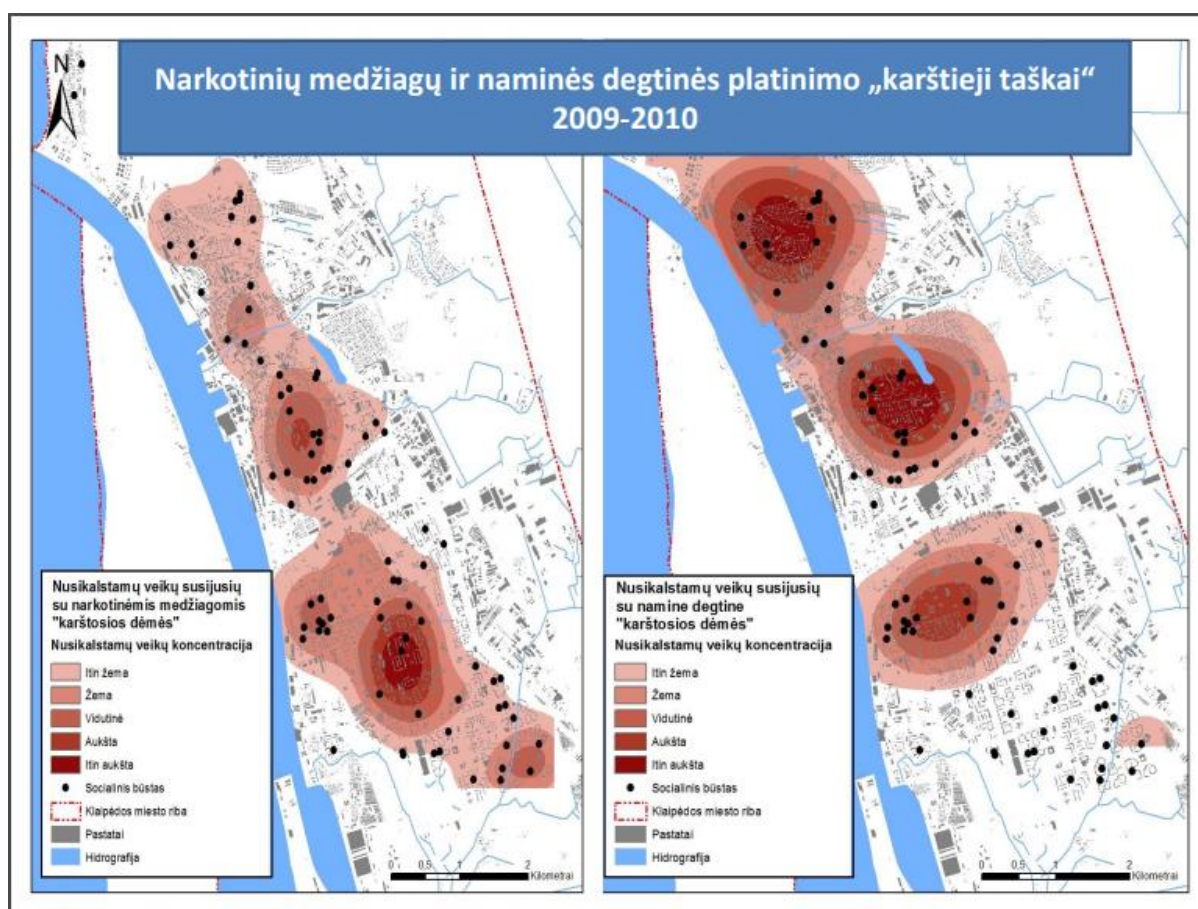 Narkotinių medžiagų ir naminės degtinės platinimo „karštieji taškai“
2009-2010
N
Nusikalstamų veikų susijusių
su narkotinėmis medžiagomis
"karštosios dėmės"
Nusikalstamų veikų koncentracija
Itin žema
Žema
Vidutinė
Aukšta
Itin aukšta
Socialinis būstas
Klaipėdos miesto riba
Pastatai
Hidrografija
0 0,5 1 2
Kilometrai
Nusikalstamų veikų susijusių
su namine degtine
"karštosios dėmės"
Nusikalstamų veikų koncentracija
Itin žema
Žema
Vidutinė
Aukšta
Itin aukšta
Socialinis būstas
Klaipėdos miesto riba
Pastatai
Hidrografija
0 0,5 1 2
Kilometrai